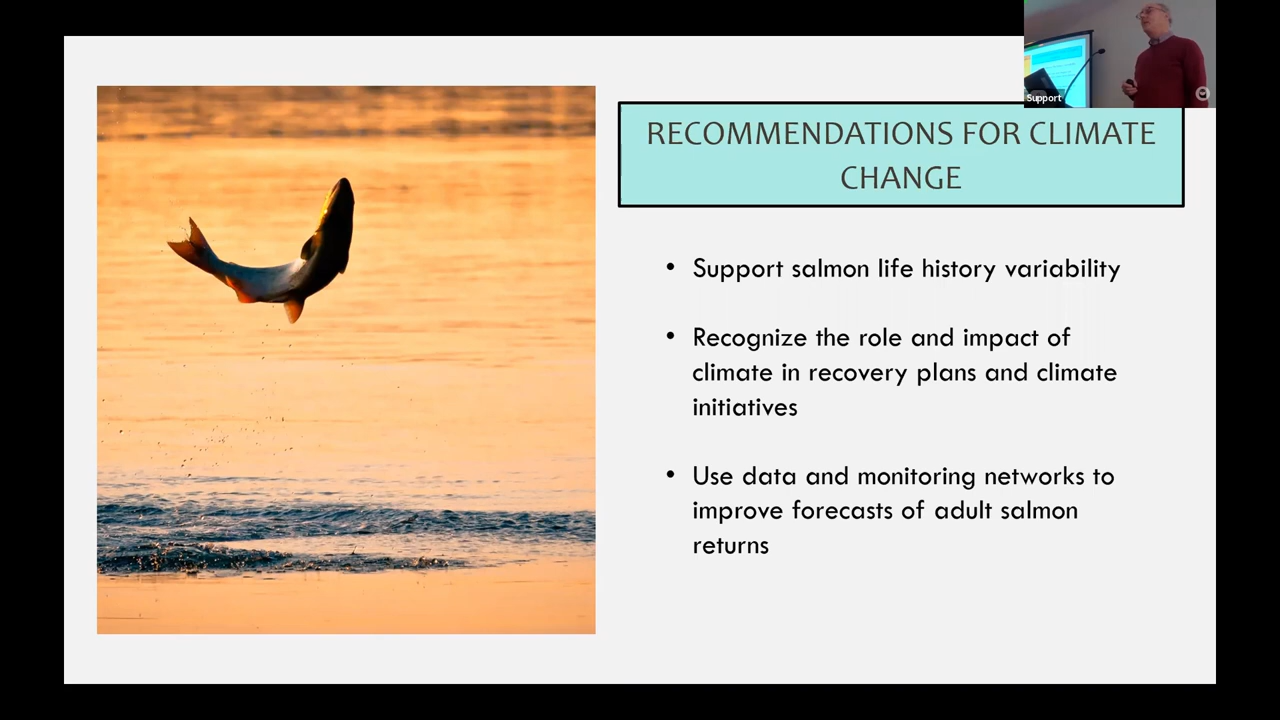 Support
RECOMMENDATIONS FOR CLIMATE
CHANGE
• Support salmon life history variability
• Recognize the role and impact of
climate in recovery plans and climate
initiatives
• Use data and monitoring networks to
improve forecasts of adult salmon
returns